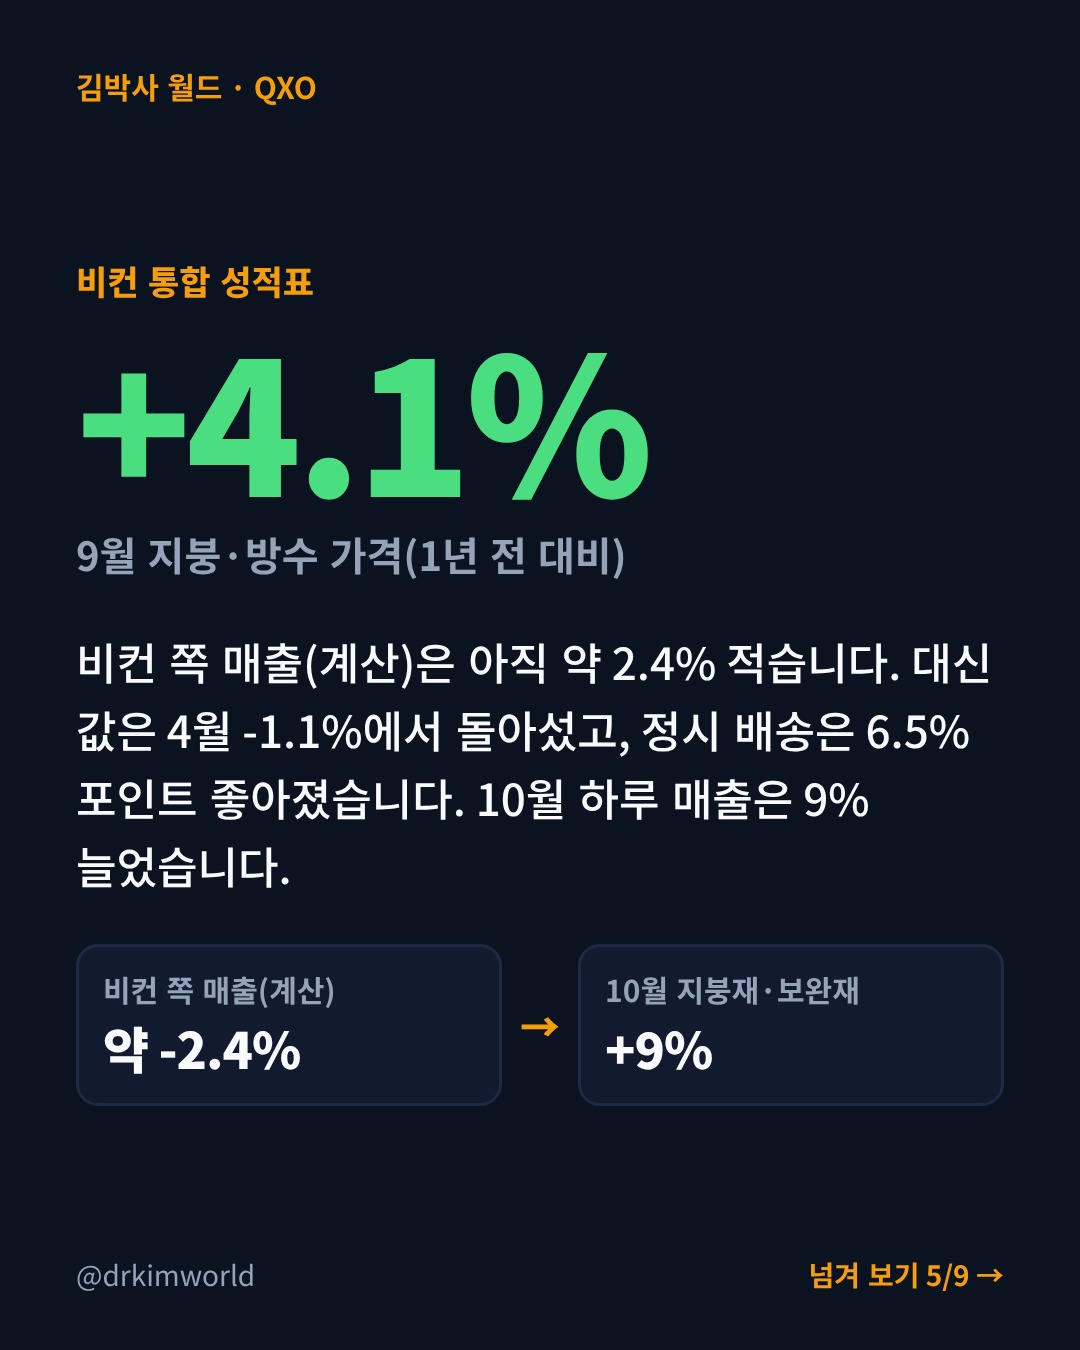 김박사 월드 · QXO
비컨 통합 성적표
+4.1%
9월 지붕·방수 가격(1년 전 대비)
비컨 쪽 매출(계산)은 아직 약 2.4% 적습니다. 대신
값은 4월 -1.1%에서 돌아섰고, 정시 배송은 6.5%
포인트 좋아졌습니다. 10월 하루 매출은 9%
늘었습니다.
비컨 쪽 매출(계산)
약 -2.4%
→
10월 지붕재·보완재
+9%
@drkimworld
넘겨 보기 5/9 →